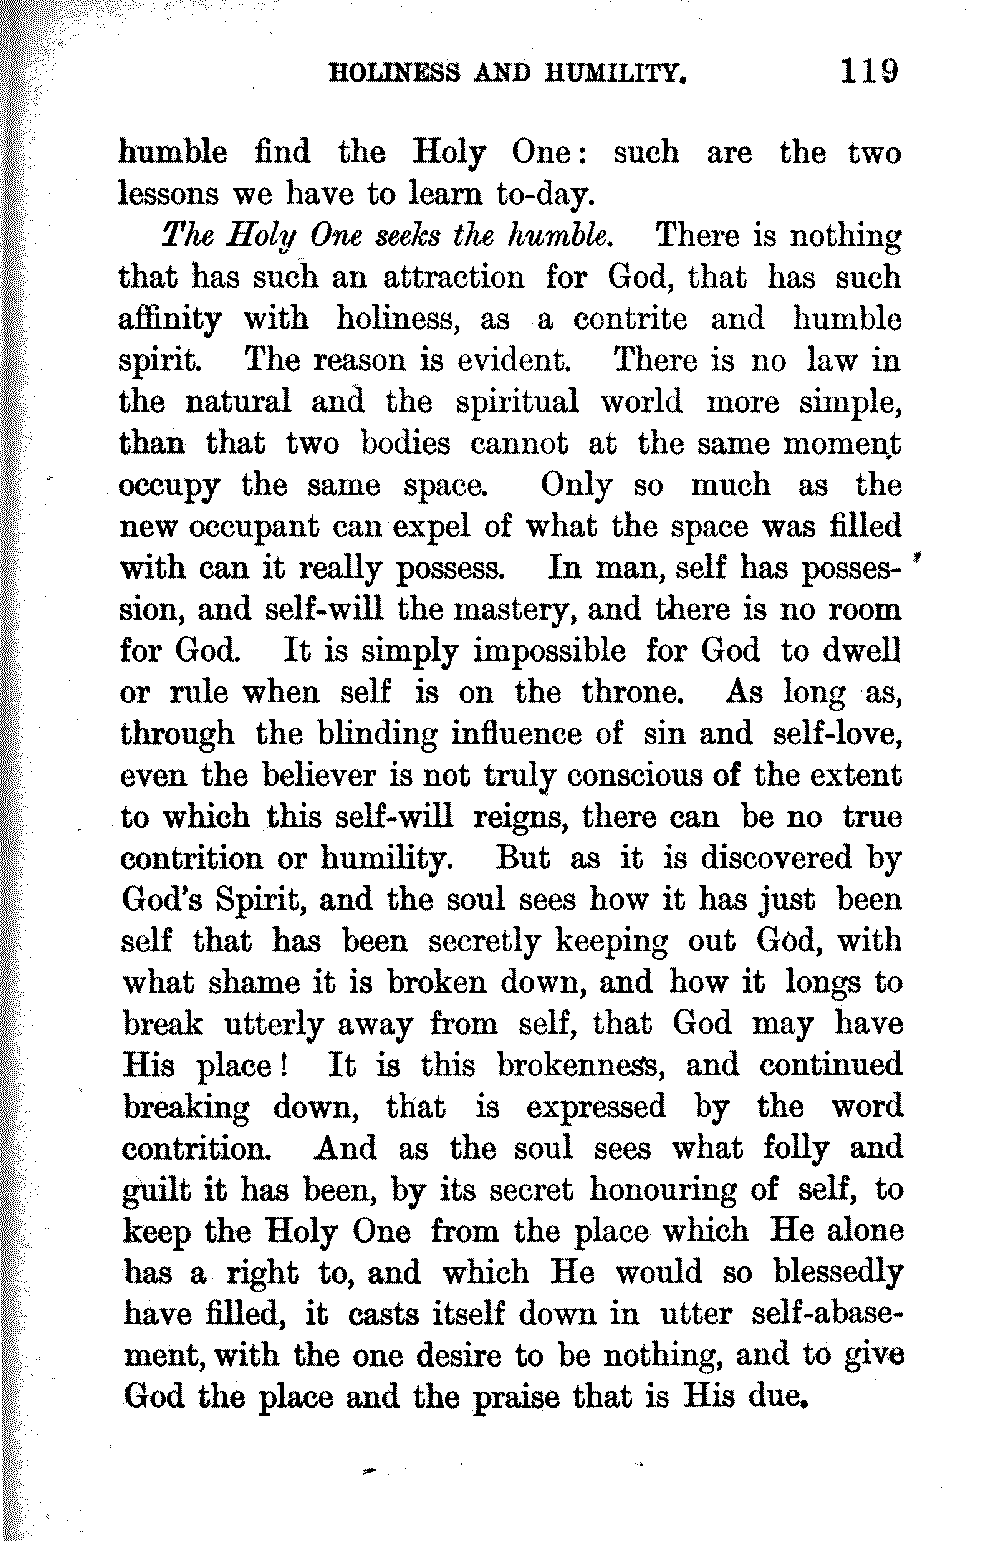 HOLINESS AND HUMILITY. 119
humble find the Holy One: such are the two
lessons we have to learn to-day.
The Holy One seeks the humble. There is nothing
that has such an attraction for God, that has such
affinity with holiness, as a contrite and humble
spirit. The reason is evident. There is no law in
the natural and the spiritual world more simple,
than that two bodies cannot at the same moment
occupy the same space. Only so much as the
new occupant can expel of what the space was filled
with can it really possess. In man, self has posses-
sion, and self-will the mastery, and there is no room
for God. It is simply impossible for God to dwell
or rule when self is on the throne. As long as,
through the blinding influence of sin and self-love,
even the believer is not truly conscious of the extent
to which this self-will reigns, there can be no true
contrition or humility. But as it is discovered by
God's Spirit, and the soul sees how it has just been
self that has been secretly keeping out God, with
what shame it is broken down, and how it longs to
break utterly away from self, that God may have
His place! It is this brokenness, and continued
breaking down, that is expressed by the word
contrition. And as the soul sees what folly and
guilt it has been, by its secret honouring of self, to
keep the Holy One from the place which He alone
has a right to, and which He would so blessedly
have filled, it casts itself down in utter self-abase-
ment, with the one desire to be nothing, and to give
God the place and the praise that is His due.